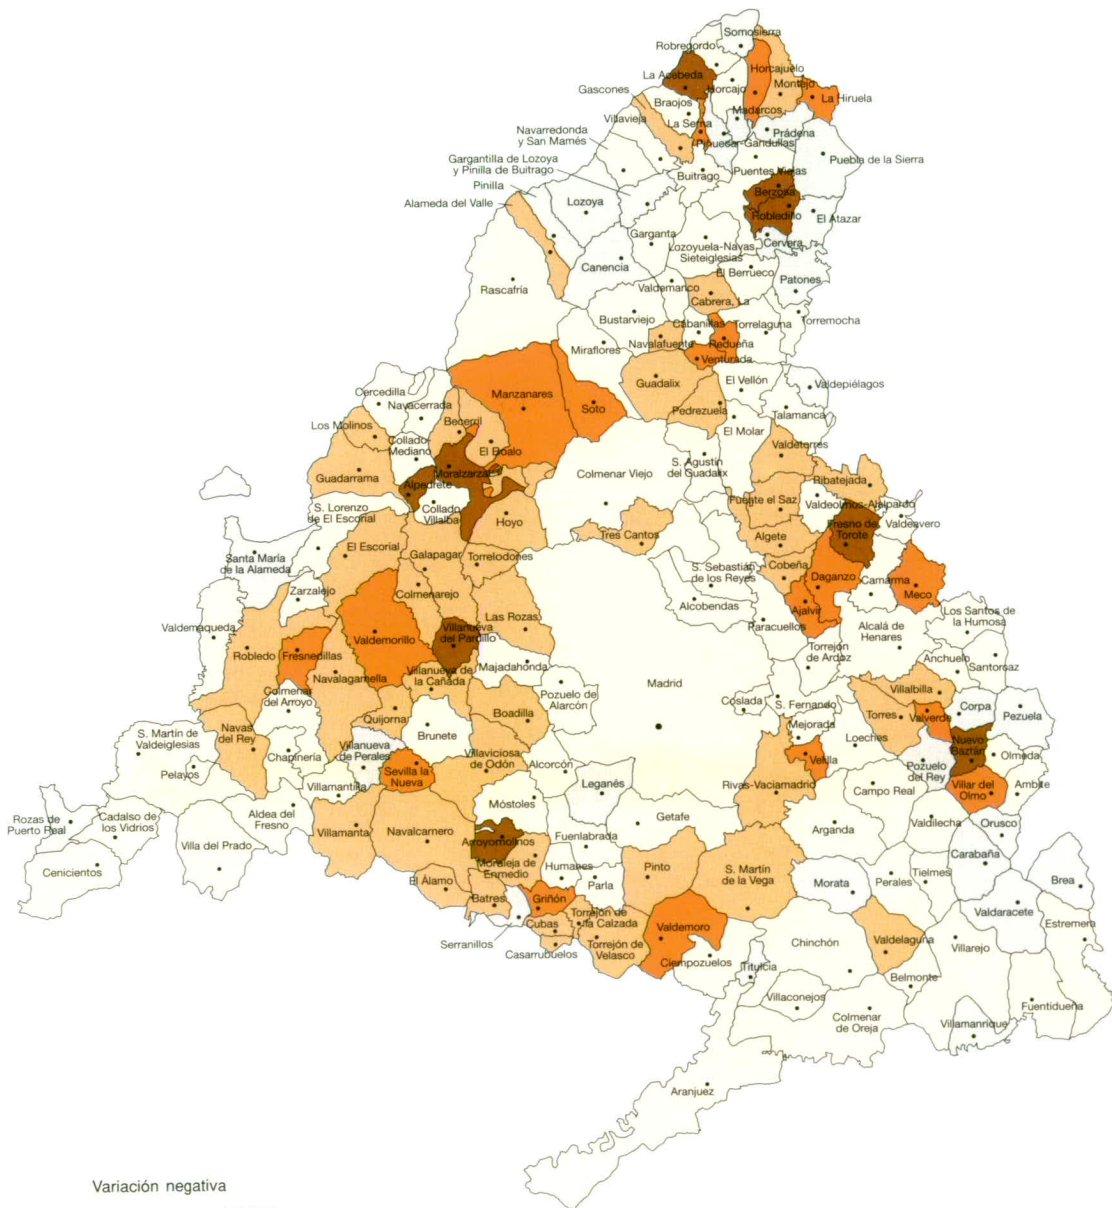 Somosierra
Robregordo
Horcajuelo
La Acebeda
Montejo
Gascones
Horcajo
La Hiruela
Braojos
Villavieja
Madarcos
La Serna
Navarredonda
y San Mamés
Prádena
Piñuecar-Gandullas
Gargantilla de Lozoya
y Pinilla de Buitrago
Puebla de la Sierra
Puentes Viejas
Buitrago
Pinilla
Berzosa
Alameda del Valle
Lozoya
Robledillo
El Atazar
Garganta
Cervera
Lozoyuela-Navas
Sieteiglesias
Canencia
El Berrueco
Rascafría
Valdemanco
Patones
Cabrera, La
Bustarviejo
Cabanillas
Torrelaguna
Torremocha
Navalafuente
Redueña
Miraflores
Venturada
Guadalix
El Vellón
Valdepiélagos
Cercedilla
Manzanares
Navacerrada
Soto
Pedrezuela
Talamanca
Becerril
Los Molinos
El Molar
Collado-
Mediano
El Boalo
Valdetorres
S. Agustín
del Guadalix
Moralzarzal
Colmenar Viejo
Guadarrama
Ribatejada
Alpedrete
Fuente el Saz
Valdeolmos-Alalpardo
S. Lorenzo
de El Escorial
Collado
Villalba
Hoyo
Valdeavero
Fresno de
Torote
Tres Cantos
Algete
El Escorial
Galapagar
Torrelodones
Santa María
de la Alameda
S. Sebastián
de los Reyes
Cobeña
Daganzo
Camarma
Meco
Zarzalejo
Colmenarejo
Alcobendas
Ajalvir
Las Rozas
Los Santos de
la Humosa
Valdemaqueda
Paracuellos
Alcalá de
Henares
Valdemorillo
Villanueva
del Pardillo
Robledo
Fresnedillas
Torrejón
de Ardoz
Anchuelo
Santorcaz
Majadahonda
Navalagamella
Villanueva de
la Cañada
Madrid
Villalbilla
Pozuelo de
Alarcón
Colmenar
del Arroyo
Coslada
S. Fernando
Corpa
Quijorna
Boadilla
Torres
Valverde
Pezuela
Navas
del Rey
Mejorada
Brunete
S. Martín de
Valdeiglesias
Loeches
Nuevo
Baztán
Villanueva
de Perales
Chapinería
Villaviciosa
de Odón
Velilla
Olmeda
Pozuelo
del Rey
Pelayos
Sevilla la
Nueva
Alcorcón
Leganés
Rivas-Vaciamadrid
Campo Real
Villar del
Olmo
Ambite
Villamantilla
Móstoles
Rozas de
Puerto Real
Cadalso de
los Vidrios
Aldea del
Fresno
Getafe
Valdilecha
Orusco
Villamanta
Navalcarnero
Arganda
Villa del Prado
Arroyomolinos
Fuenlabrada
Carabaña
Cenicientos
Moraleja de
Enmedio
Humanes
Pinto
S. Martín
de la Vega
Tielmes
Brea
Parla
Morata
Perales
El Álamo
Batres
Griñón
Valdaracete
Cubas
Torrejón de
la Calzada
Valdemoro
Estremera
Serranillos
Chinchón
Valdelaguna
Villarejo
Casarrubuelos
Torrejón de
Velasco
Ciempozuelos
Titulcia
Belmonte
Villaconejos
Fuentidueña
Colmenar
de Oreja
Villamanrique
Aranjuez
Variación negativa